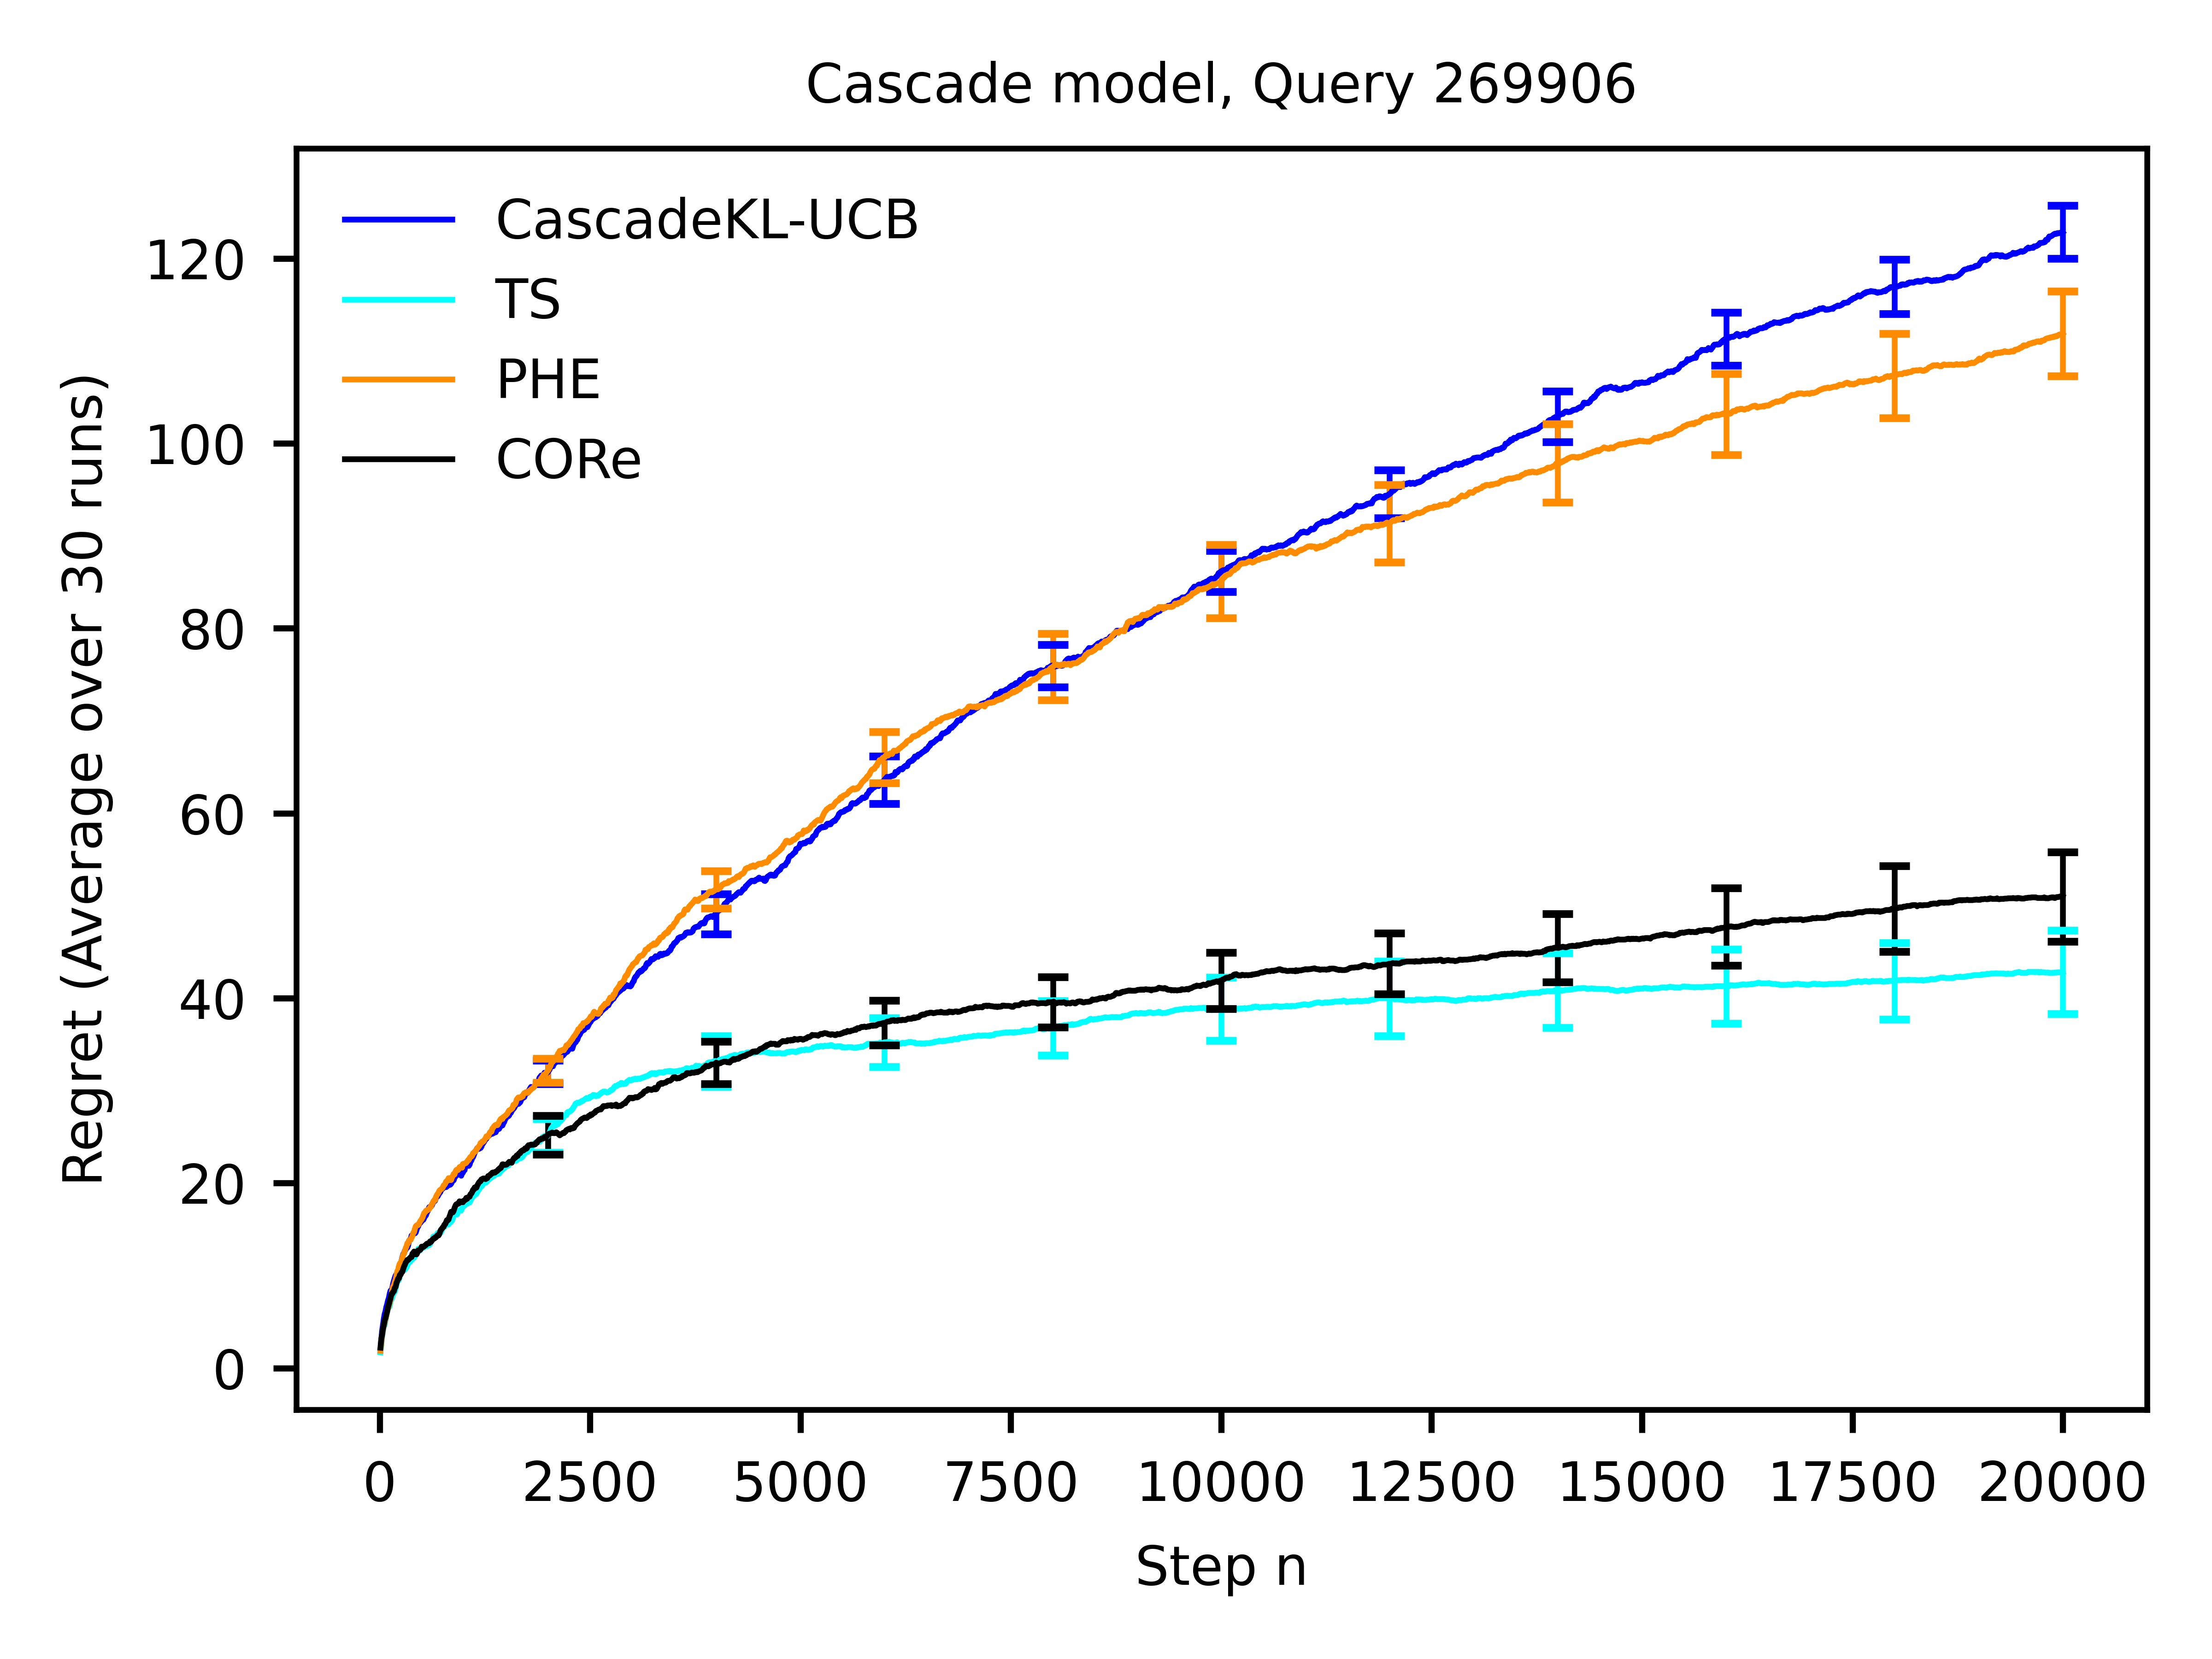 Cascade model, Query 269906
CascadeKL-UCB
TS
PHE
CORe
Regret (Average over 30 runs)
120
100
80
60
40
20
0
0 2500 5000 7500 10000 12500 15000 17500 20000
Step n